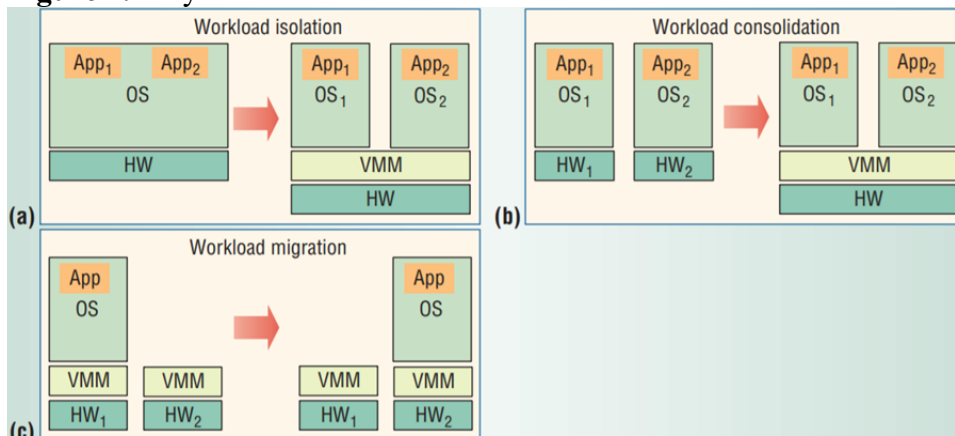 Workload isolation
App₁ App₂
OS
HW
App₁ App₂
OS₁ OS₂
VMM
HW
(a)
Workload consolidation
App₁ App₂
OS₁ OS₂
HW₁ HW₂
App₁ App₂
OS₁ OS₂
VMM
HW
(b)
Workload migration
App
OS
VMM VMM
HW₁ HW₂
App
OS
VMM VMM
HW₁ HW₂
(c)